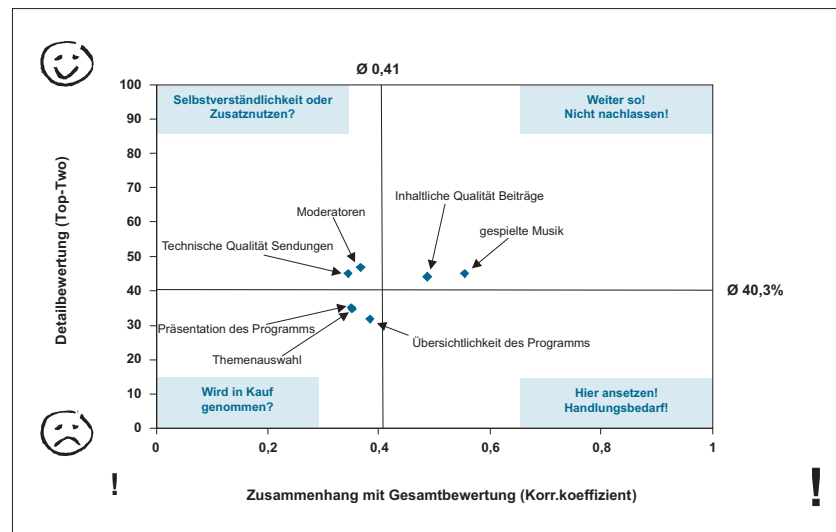 Ø 0,41
100
90
80
70
60
50
40
30
20
10
0
Detailbewertung (Top-Two)
Selbstverständlichkeit oder
Zusatznutzen?
Weiter so!
Nicht nachlassen!
Moderatoren
Inhaltliche Qualität Beiträge
Technische Qualität Sendungen
gespielte Musik
Ø 40,3%
Präsentation des Programms
Themenauswahl
Übersichtlichkeit des Programms
Wird in Kauf
genommen?
Hier ansetzen!
Handlungsbedarf!
0
0,2
0,4
0,6
0,8
1
!
Zusammenhang mit Gesamtbewertung (Korr.koeffizient)
!